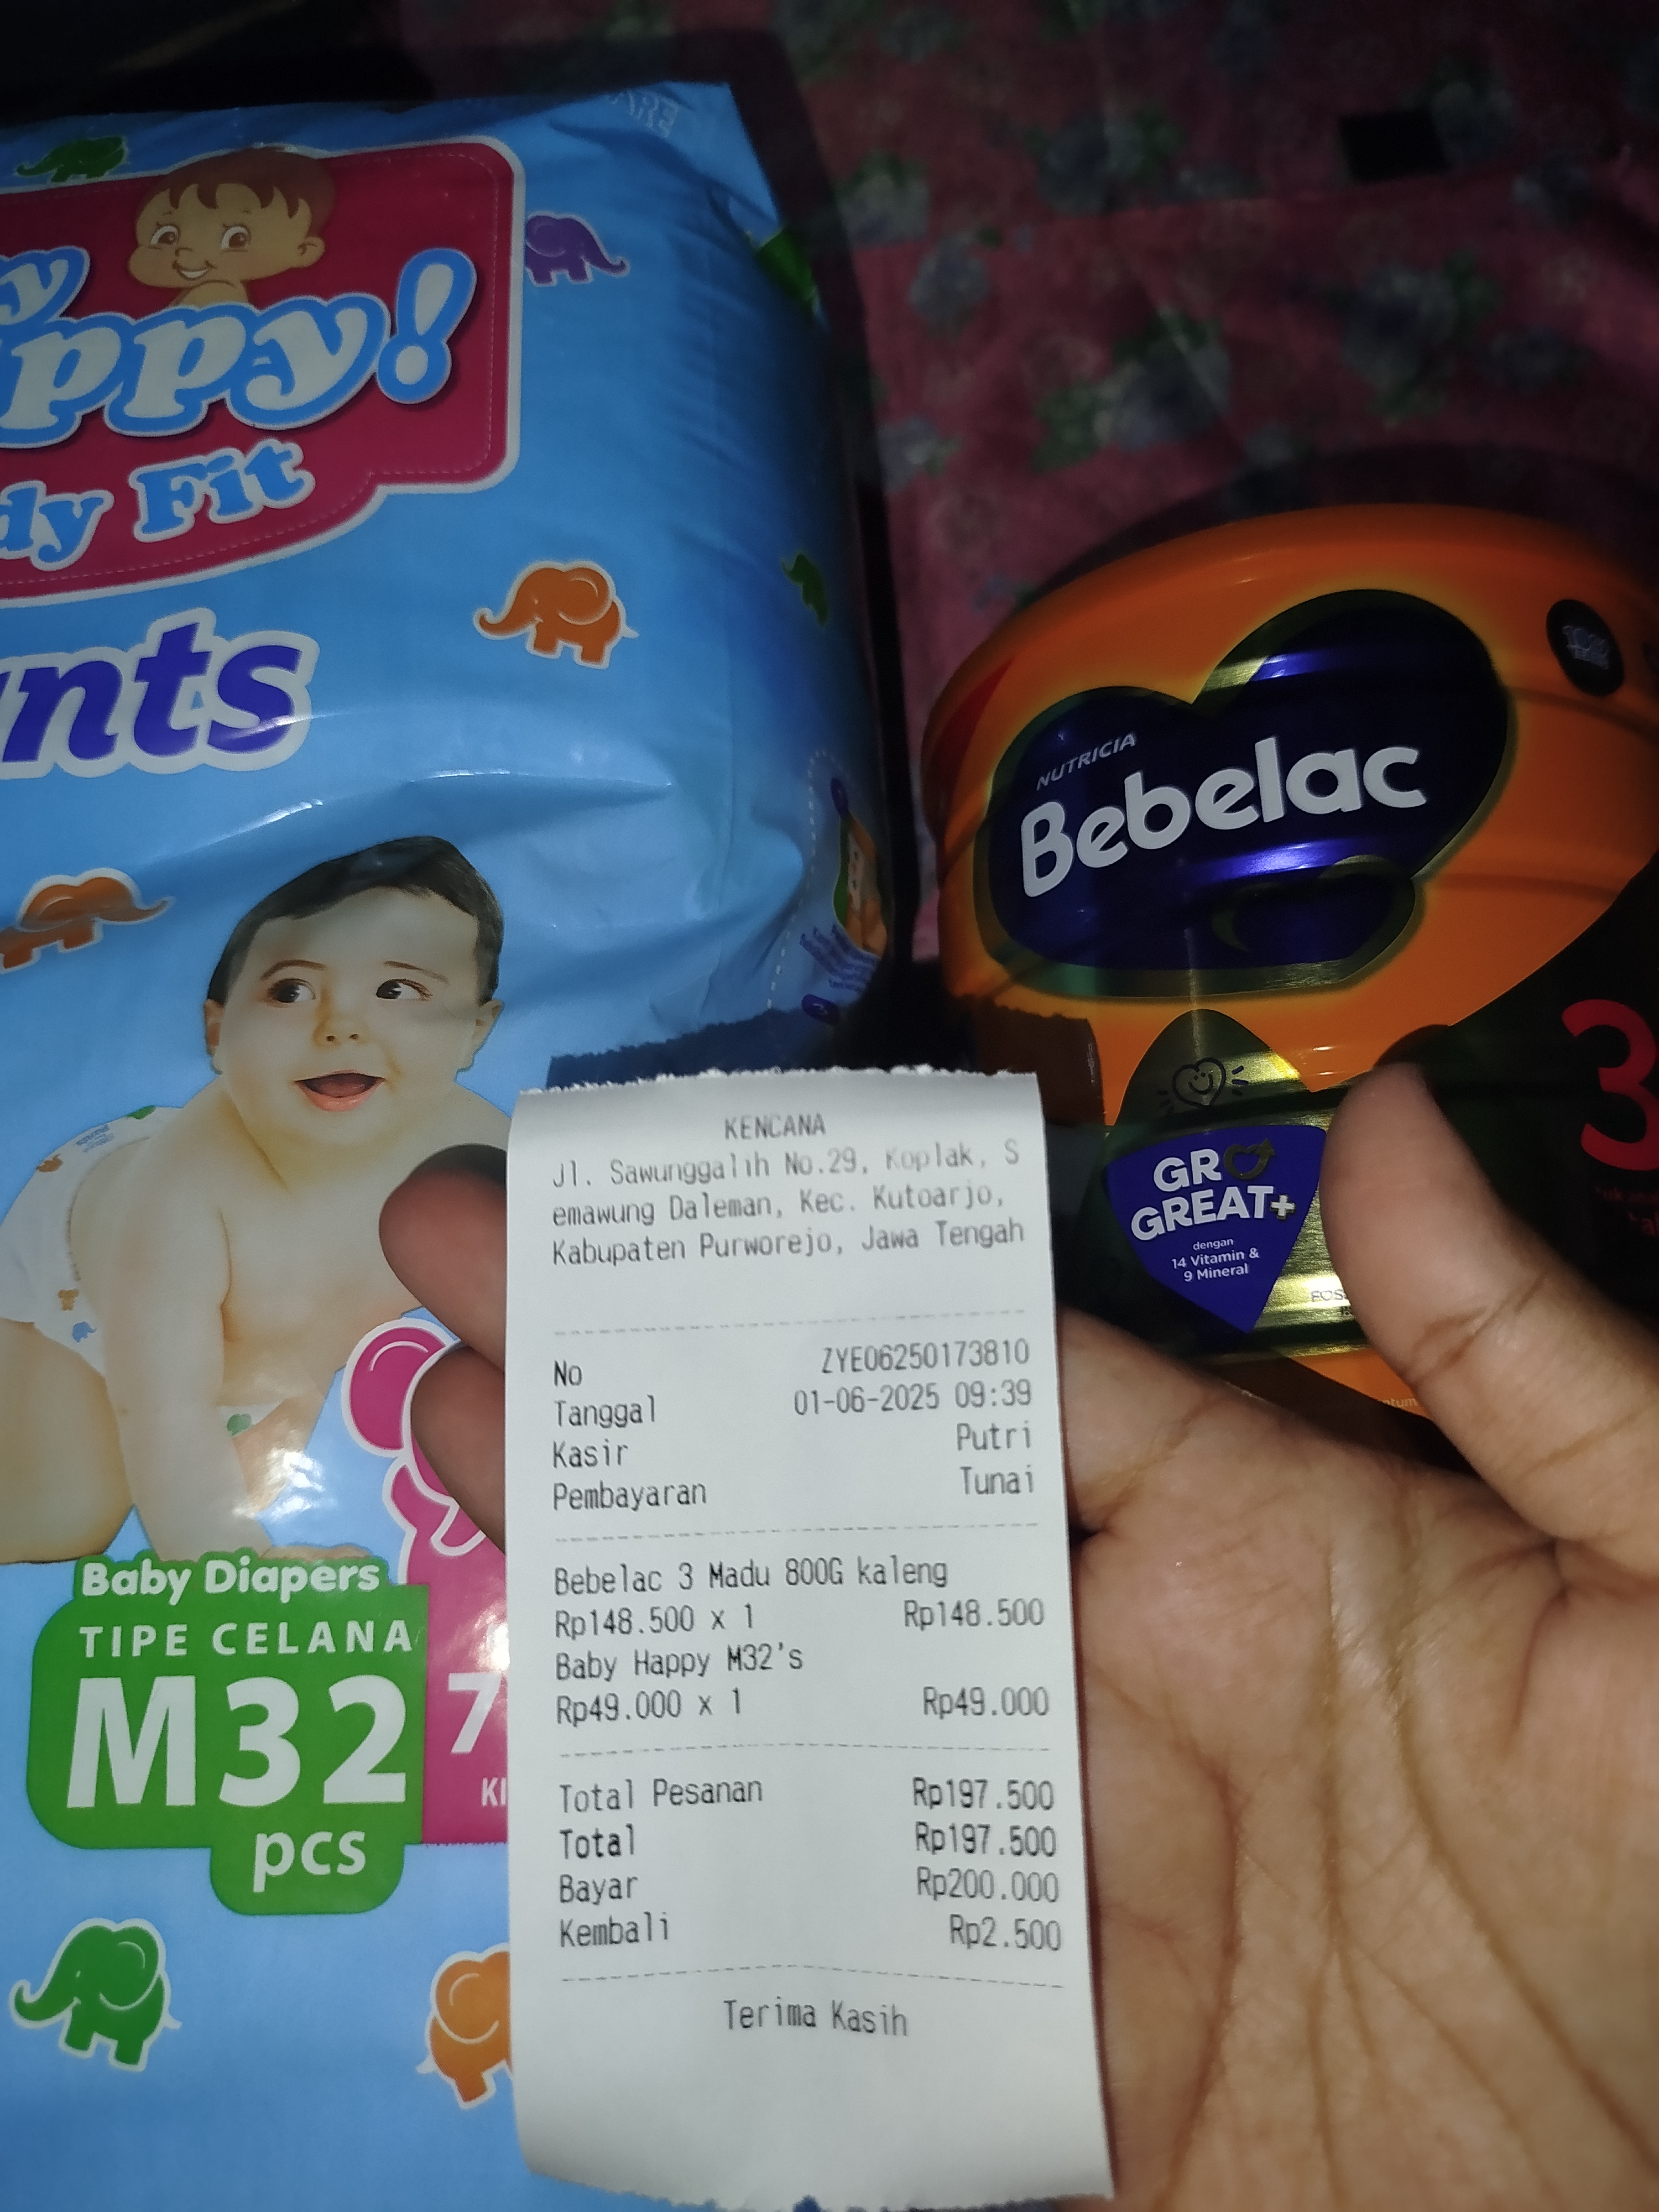 ppy!
dy Fit
nts
Baby Diapers
TIPE CELANA
M32
pcs
7
KI
NUTRICIA
Bebelac
3
GR
GREAT+
dengan
14 Vitamin &
9 Mineral
FOS
KENCANA
Jl. Sawunggalih No.29, Koplak, S
emawung Daleman, Kec. Kutoarjo,
Kabupaten Purworejo, Jawa Tengah
No ZYE06250173810
Tanggal 01-06-2025 09:39
Kasir Putri
Pembayaran Tunai
Bebelac 3 Madu 800G kaleng
Rp148.500 x 1 Rp148.500
Baby Happy M32's
Rp49.000 x 1 Rp49.000
Total Pesanan Rp197.500
Total Rp197.500
Bayar Rp200.000
Kembali Rp2.500
Terima Kasih